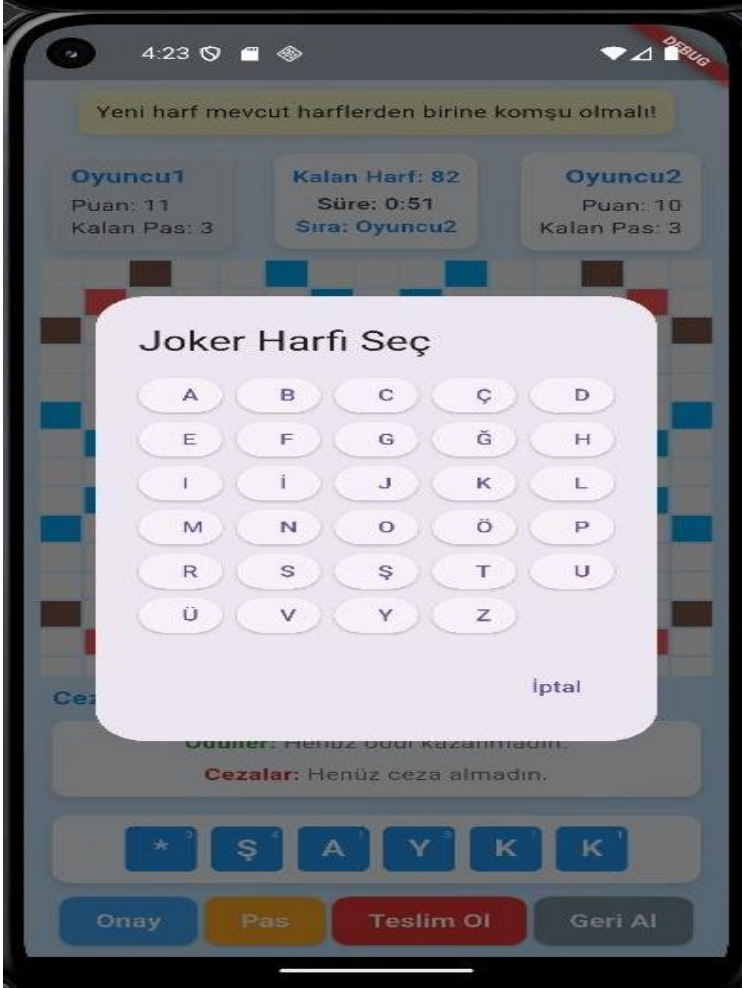 4:23
DEBUG
Yeni harf mevcut harflerden birine komşu olmalı!
Oyuncu1
Puan: 11
Kalan Pas: 3
Kalan Harf: 82
Süre: 0:51
Sıra: Oyuncu2
Oyuncu2
Puan: 10
Kalan Pas: 3
Joker Harfi Seç
A B C Ç D
E F G Ğ H
I İ J K L
M N O Ö P
R S Ş T U
Ü V Y Z
İptal
Ödüller: Henüz ödül kazanmadın.
Cezalar: Henüz ceza almadın.
* Ş A Y K K
Onay Pas Teslim Ol Geri Al